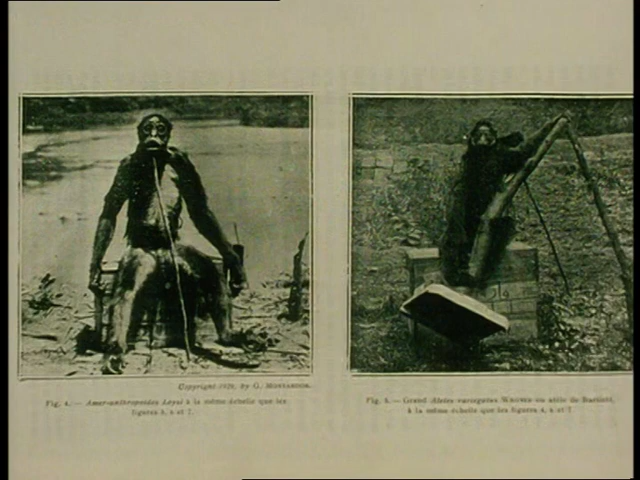 Copyright 1929, by G. MONTANDON.
Fig. 4. — Amer-anthropoides Loysi à la même échelle que les
figures 5, 6 et 7.
Fig. 5. — Grand Ateles variegatus WAGNER ou atèle de Bartlett,
à la même échelle que les figures 4, 6 et 7